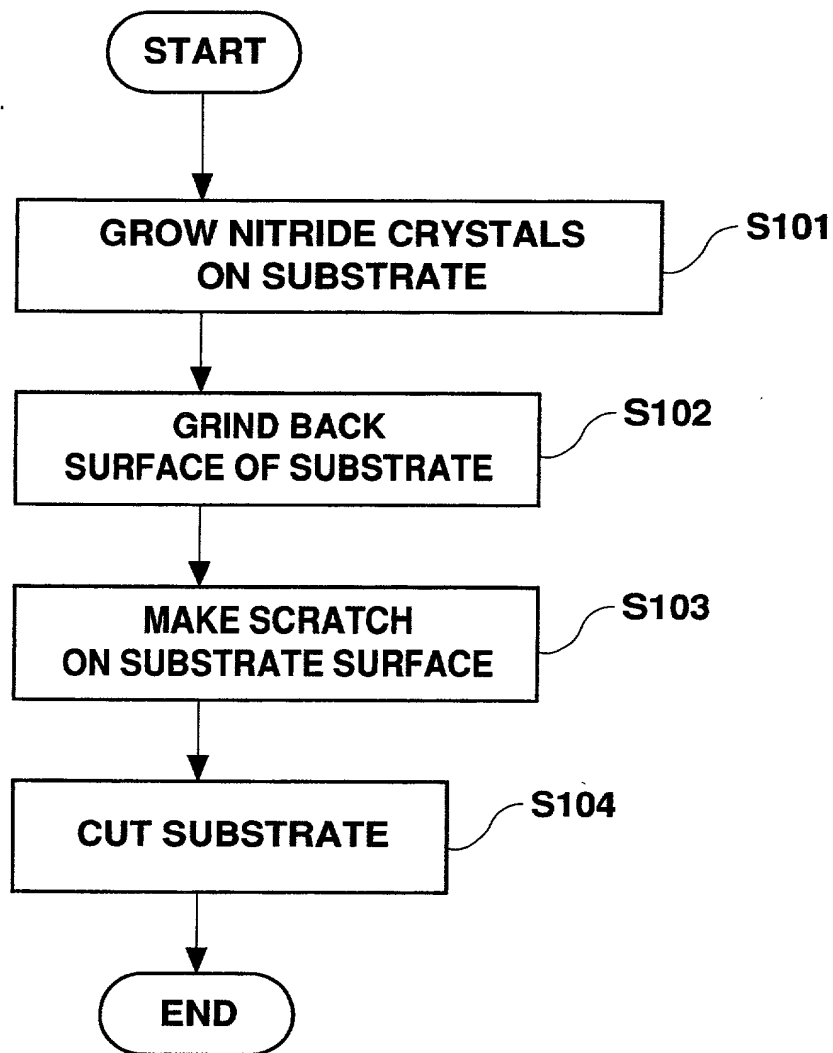 START
GROW NITRIDE CRYSTALS
ON SUBSTRATE
S101
GRIND BACK
SURFACE OF SUBSTRATE
S102
MAKE SCRATCH
ON SUBSTRATE SURFACE
S103
CUT SUBSTRATE
S104
END